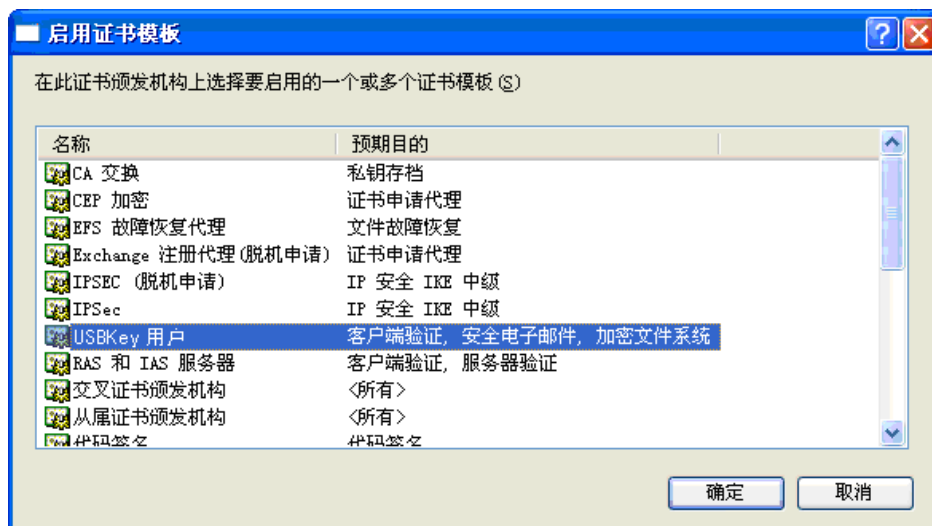 启用证书模板
在此证书颁发机构上选择要启用的一个或多个证书模板(S)
名称 预期目的
CA 交换 私钥存档
CEP 加密 证书申请代理
EFS 故障恢复代理 文件故障恢复
Exchange 注册代理(脱机申请) 证书申请代理
IPSEC (脱机申请) IP 安全 IKE 中级
IPSec IP 安全 IKE 中级
USBKey 用户 客户端验证, 安全电子邮件, 加密文件系统
RAS 和 IAS 服务器 客户端验证, 服务器验证
交叉证书颁发机构 <所有>
从属证书颁发机构 <所有>
代码签名 代码签名
确定 取消